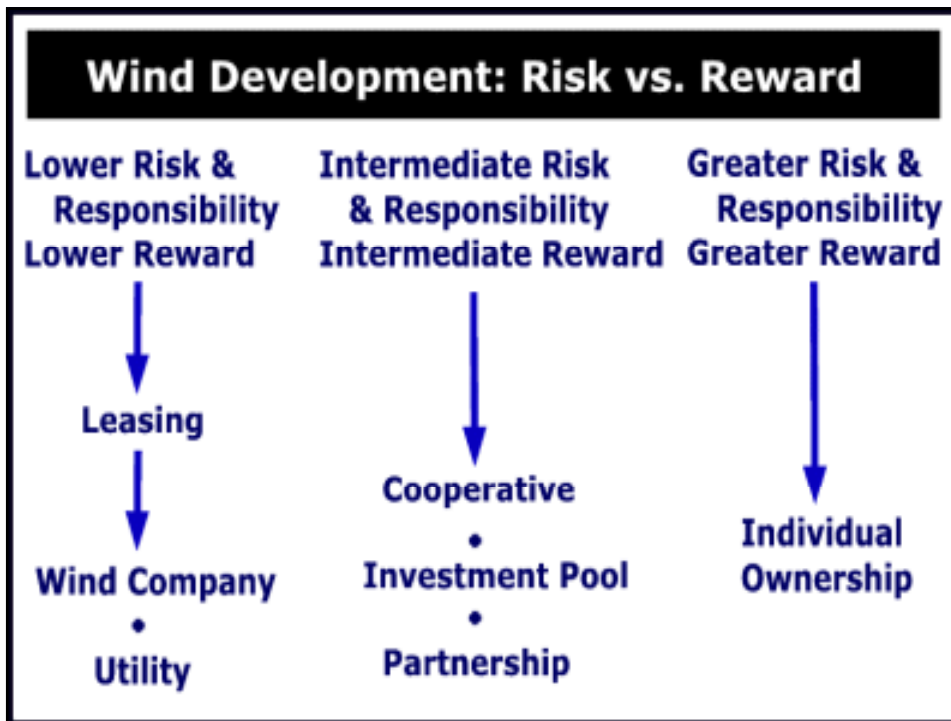 Wind Development: Risk vs. Reward
Lower Risk &
Responsibility
Lower Reward
Leasing
Wind Company
•
Utility
Intermediate Risk
& Responsibility
Intermediate Reward
Cooperative
•
Investment Pool
•
Partnership
Greater Risk &
Responsibility
Greater Reward
Individual
Ownership